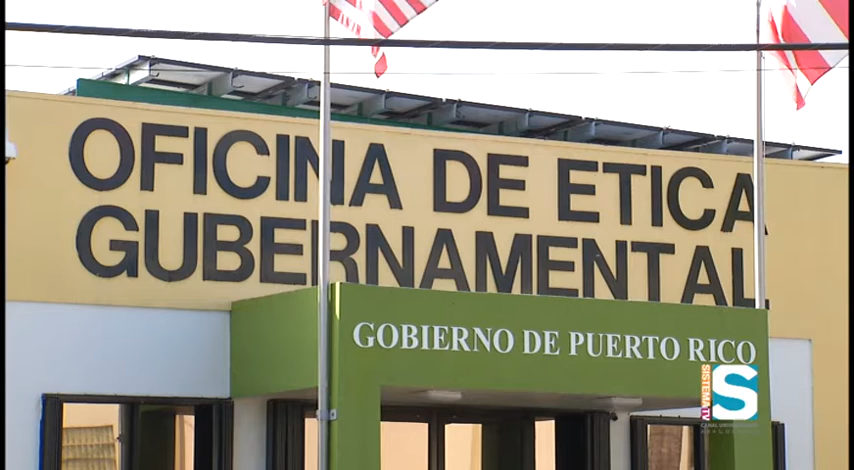 OFICINA DE ETICA
GUBERNAMENTAL
GOBIERNO DE PUERTO RICO
SISTEMA TV
S